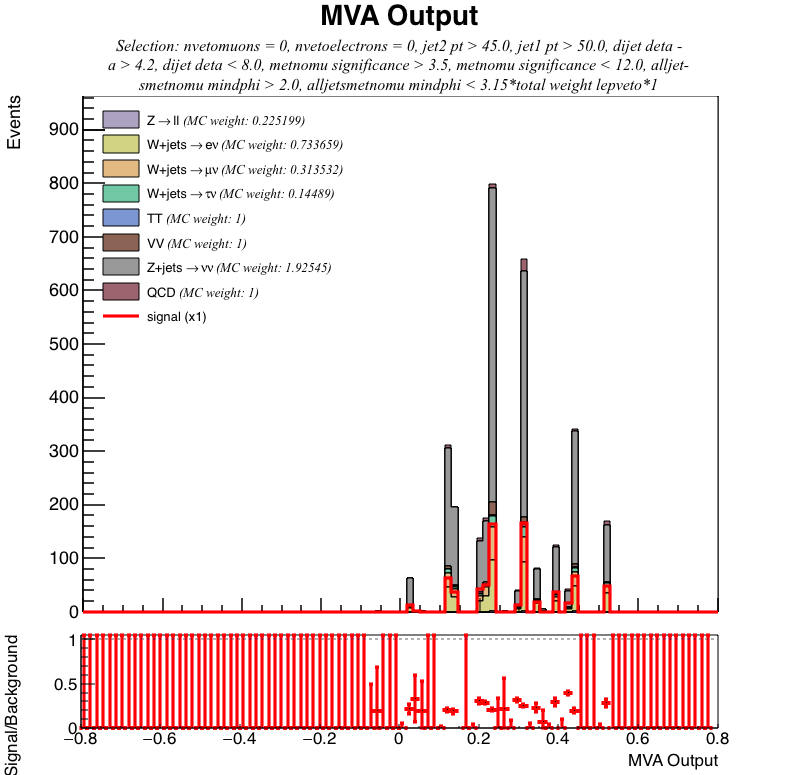 MVA Output
Selection: nvetomuons = 0, nvetoelectrons = 0, jet2 pt > 45.0, jet1 pt > 50.0, dijet deta -
a > 4.2, dijet deta < 8.0, metnomu significance > 3.5, metnomu significance < 12.0, alljet-
smetnomu mindphi > 2.0, alljetsmetnomu mindphi < 3.15*total weight lepveto*1
Events
900
800
700
600
500
400
300
200
100
0
Z→ll (MC weight: 0.225199)
W+jets→eν (MC weight: 0.733659)
W+jets→μν (MC weight: 0.313532)
W+jets→τν (MC weight: 0.14489)
TT (MC weight: 1)
VV (MC weight: 1)
Z+jets→νν (MC weight: 1.92545)
QCD (MC weight: 1)
signal (x1)
Signal/Background
1
0.5
0
−0.8 −0.6 −0.4 −0.2 0 0.2 0.4 0.6 0.8
MVA Output